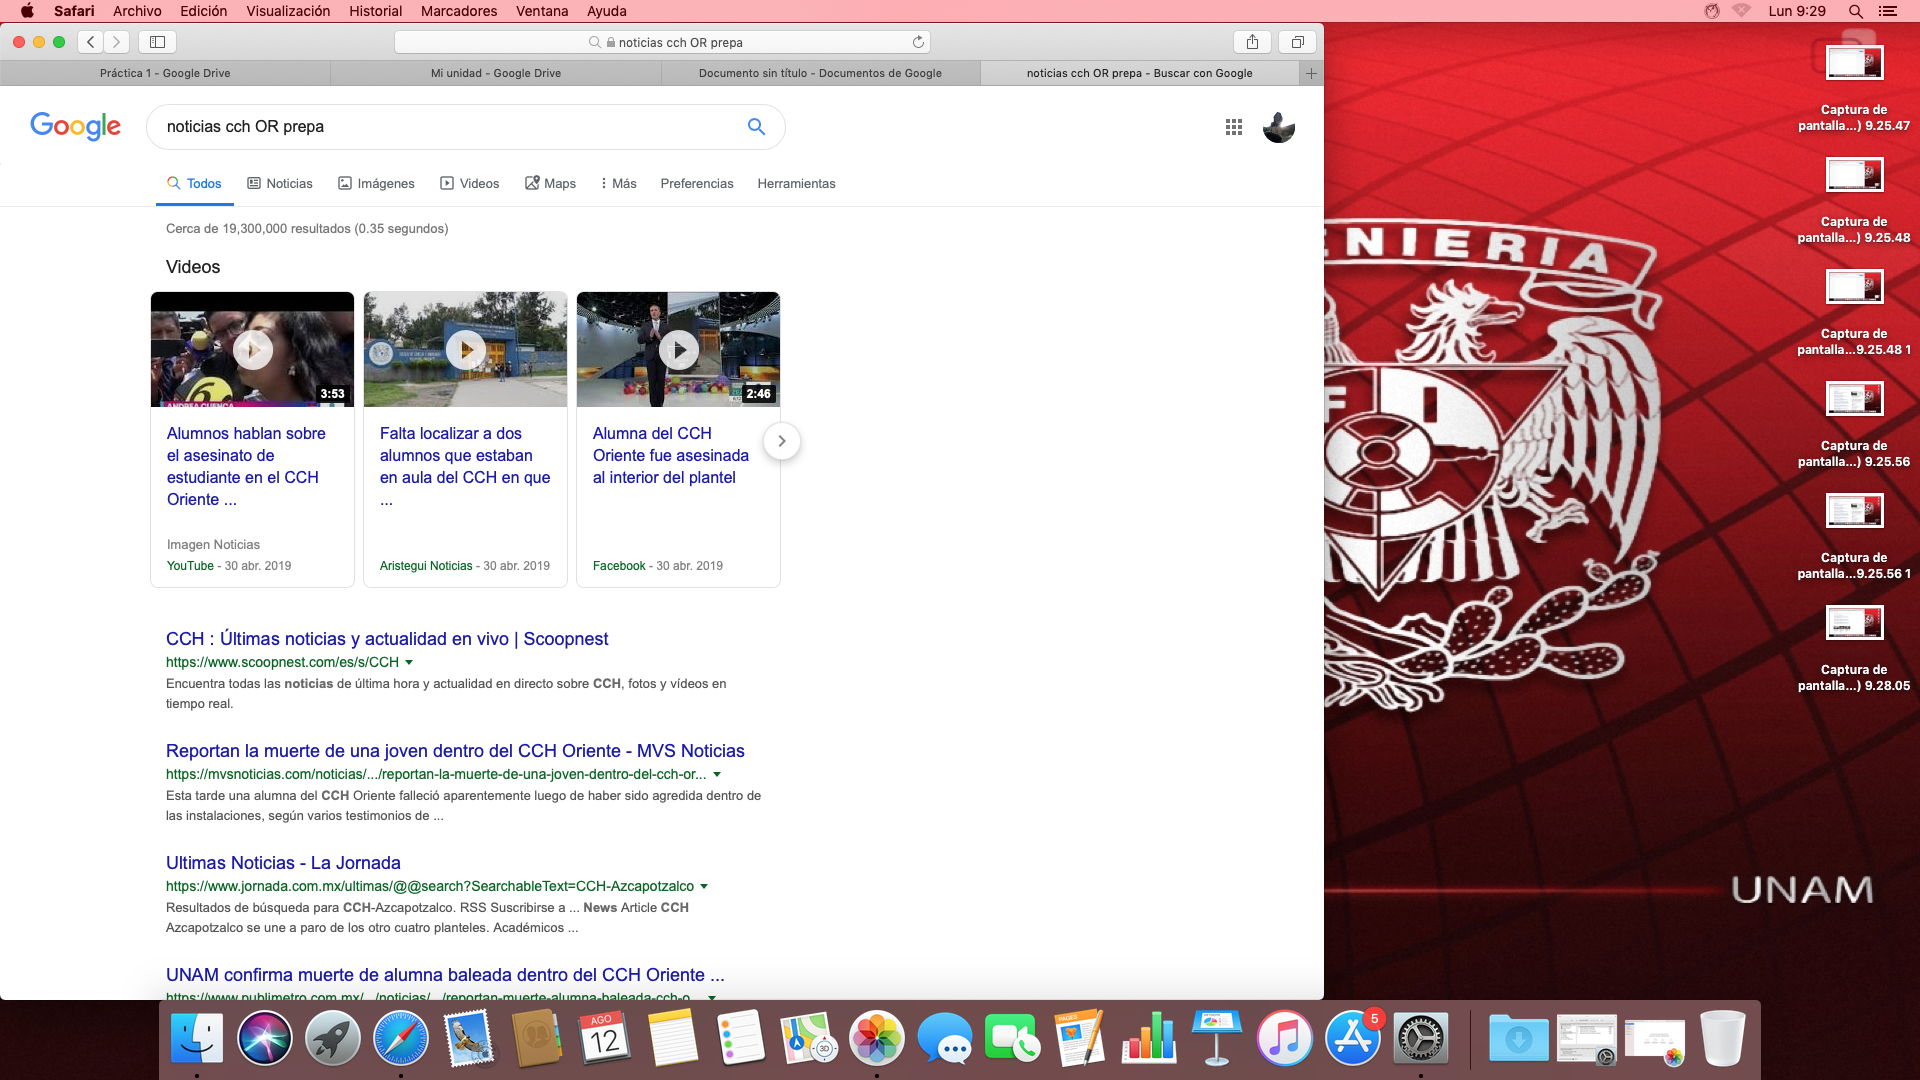 Safari Archivo Edición Visualización Historial Marcadores Ventana Ayuda Lun 9:29
noticias cch OR prepa
Práctica 1 - Google Drive
Mi unidad - Google Drive
Documento sin título - Documentos de Google
noticias cch OR prepa - Buscar con Google
Google
noticias cch OR prepa
Todos Noticias Imágenes Videos Maps Más Preferencias Herramientas
Cerca de 19,300,000 resultados (0.35 segundos)
Videos
3:53
ANDREA CUENCA
Alumnos hablan sobre
el asesinato de
estudiante en el CCH
Oriente ...
Imagen Noticias
YouTube - 30 abr. 2019
Falta localizar a dos
alumnos que estaban
en aula del CCH en que
...
Aristegui Noticias - 30 abr. 2019
2:46
Alumna del CCH
Oriente fue asesinada
al interior del plantel
Facebook - 30 abr. 2019
CCH : Últimas noticias y actualidad en vivo | Scoopnest
https://www.scoopnest.com/es/s/CCH
Encuentra todas las noticias de última hora y actualidad en directo sobre CCH, fotos y vídeos en
tiempo real.
Reportan la muerte de una joven dentro del CCH Oriente - MVS Noticias
https://mvsnoticias.com/noticias/.../reportan-la-muerte-de-una-joven-dentro-del-cch-or...
Esta tarde una alumna del CCH Oriente falleció aparentemente luego de haber sido agredida dentro de
las instalaciones, según varios testimonios de ...
Ultimas Noticias - La Jornada
https://www.jornada.com.mx/ultimas/@@search?SearchableText=CCH-Azcapotzalco
Resultados de búsqueda para CCH-Azcapotzalco. RSS Suscribirse a ... News Article CCH
Azcapotzalco se une a paro de los otro cuatro planteles. Académicos ...
UNAM confirma muerte de alumna baleada dentro del CCH Oriente ...
https://www.publimetro.com.mx/.../noticias/.../reportan-muerte-alumna-baleada-cch-o...
NIERIA
F I
UNAM
Captura de
pantalla...) 9.25.47
Captura de
pantalla...) 9.25.48
Captura de
pantalla...9.25.48 1
Captura de
pantalla...) 9.25.56
Captura de
pantalla...9.25.56 1
Captura de
pantalla...) 9.28.05
AGO
12
PAGES
5